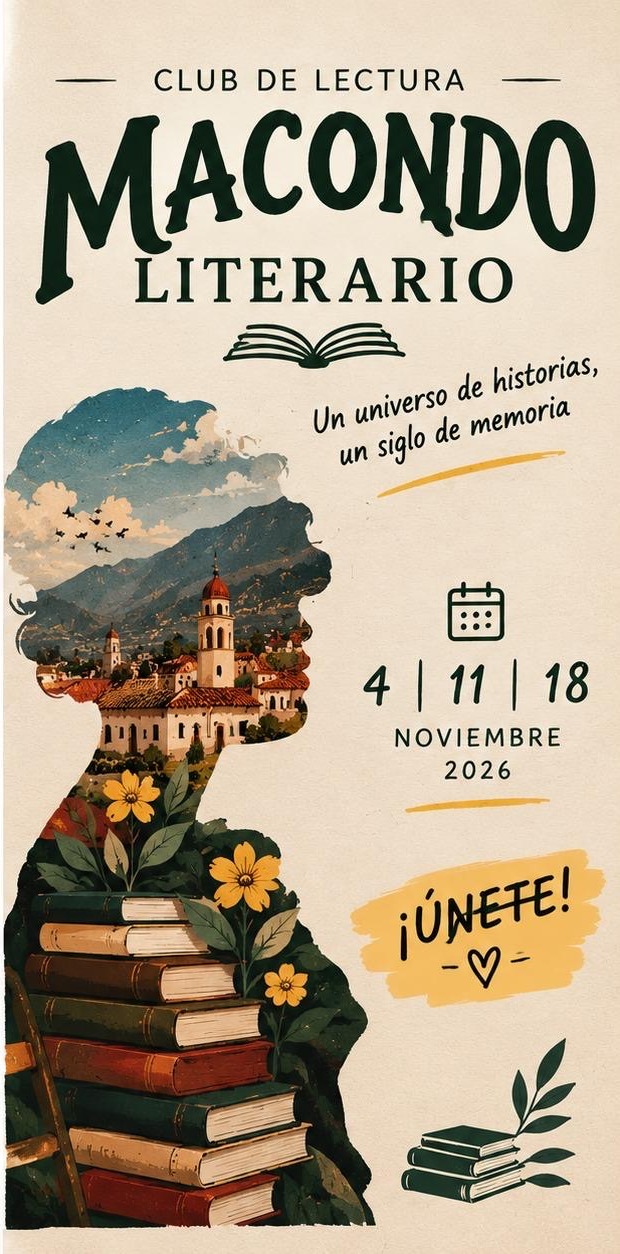 CLUB DE LECTURA
MACONDO
LITERARIO
Un universo de historias,
un siglo de memoria
4 | 11 | 18
NOVIEMBRE
2026
¡ÚNETE!